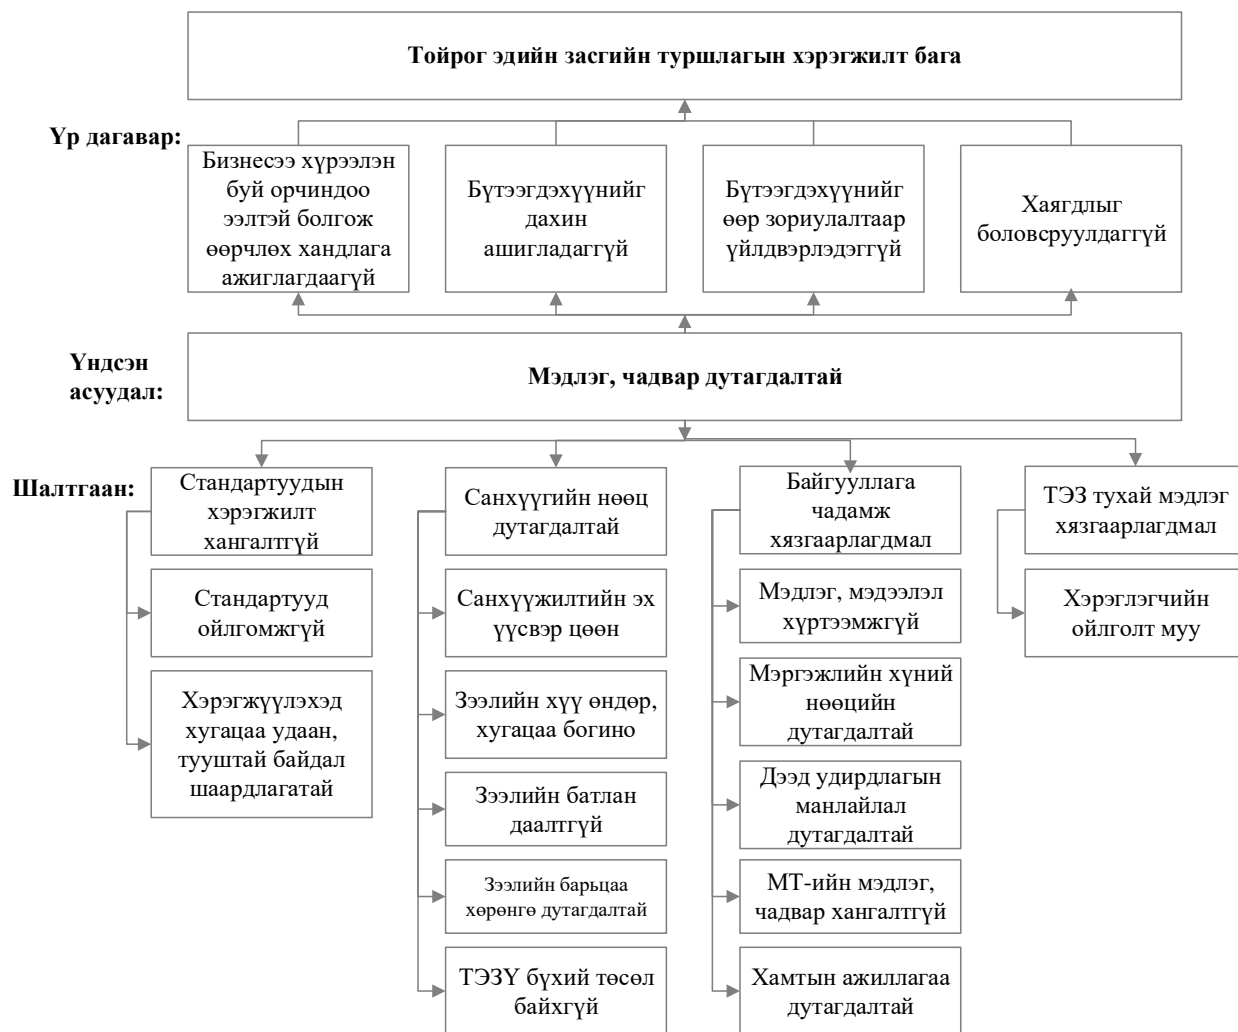 Тойрог эдийн засгийн туршлагын хэрэгжилт бага
Үр дагавар:
Бизнесээ хүрээлэн
буй орчиндоо
ээлтэй болгож
өөрчлөх хандлага
ажиглагдаагүй
Бүтээгдэхүүнийг
дахин
ашигладаггүй
Бүтээгдэхүүнийг
өөр зориулалтаар
үйлдвэрлэдэггүй
Хаягдлыг
боловсруулдаггүй
Үндсэн
асуудал:
Мэдлэг, чадвар дутагдалтай
Шалтгаан:
Стандартуудын
хэрэгжилт
хангалтгүй
Стандартууд
ойлгомжгүй
Хэрэгжүүлэхэд
хугацаа удаан,
тууштай байдал
шаардлагатай
Санхүүгийн нөөц
дутагдалтай
Санхүүжилтийн эх
үүсвэр цөөн
Зээлийн хүү өндөр,
хугацаа богино
Зээлийн батлан
даалтгүй
Зээлийн барьцаа
хөрөнгө дутагдалтай
ТЭЗҮ бүхий төсөл
байхгүй
Байгууллага
чадамж
хязгаарлагдмал
Мэдлэг, мэдээлэл
хүртээмжгүй
Мэргэжлийн хүний
нөөцийн
дутагдалтай
Дээд удирдлагын
манлайлал
дутагдалтай
МТ-ийн мэдлэг,
чадвар хангалтгүй
Хамтын ажиллагаа
дутагдалтай
ТЭЗ тухай мэдлэг
хязгаарлагдмал
Хэрэглэгчийн
ойлголт муу